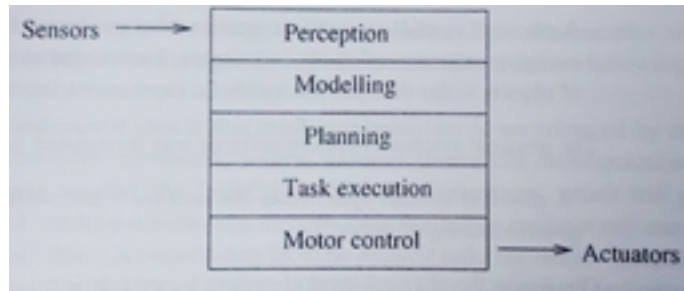 Sensors
Perception
Modelling
Planning
Task execution
Motor control
Actuators